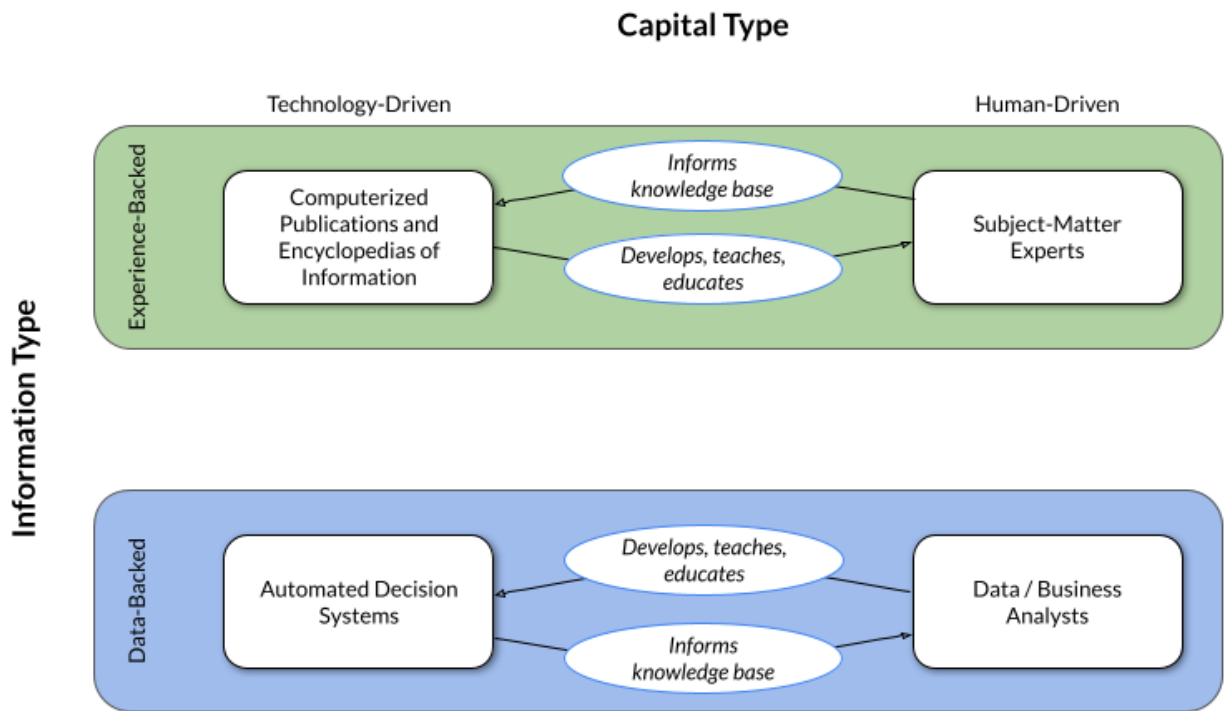 Capital Type
Technology-Driven
Human-Driven
Information Type
Experience-Backed
Computerized
Publications and
Encyclopedias of
Information
Informs
knowledge base
Develops, teaches,
educates
Subject-Matter
Experts
Data-Backed
Automated Decision
Systems
Develops, teaches,
educates
Informs
knowledge base
Data / Business
Analysts